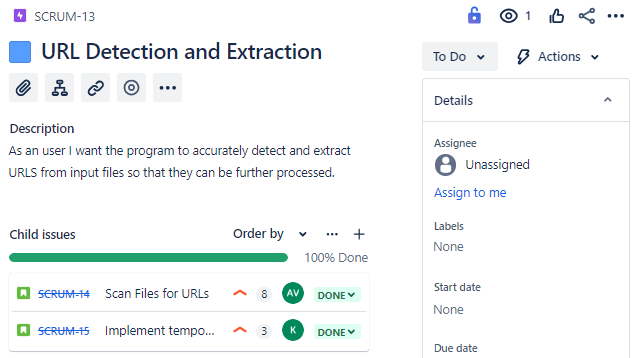 SCRUM-13
1
URL Detection and Extraction
To Do
Actions
Description
As an user I want the program to accurately detect and extract
URLS from input files so that they can be further processed.
Child issues
Order by
100% Done
SCRUM-14 Scan Files for URLs 8 AV DONE
SCRUM-15 Implement tempo... 3 K DONE
Details
Assignee
Unassigned
Assign to me
Labels
None
Start date
None
Due date